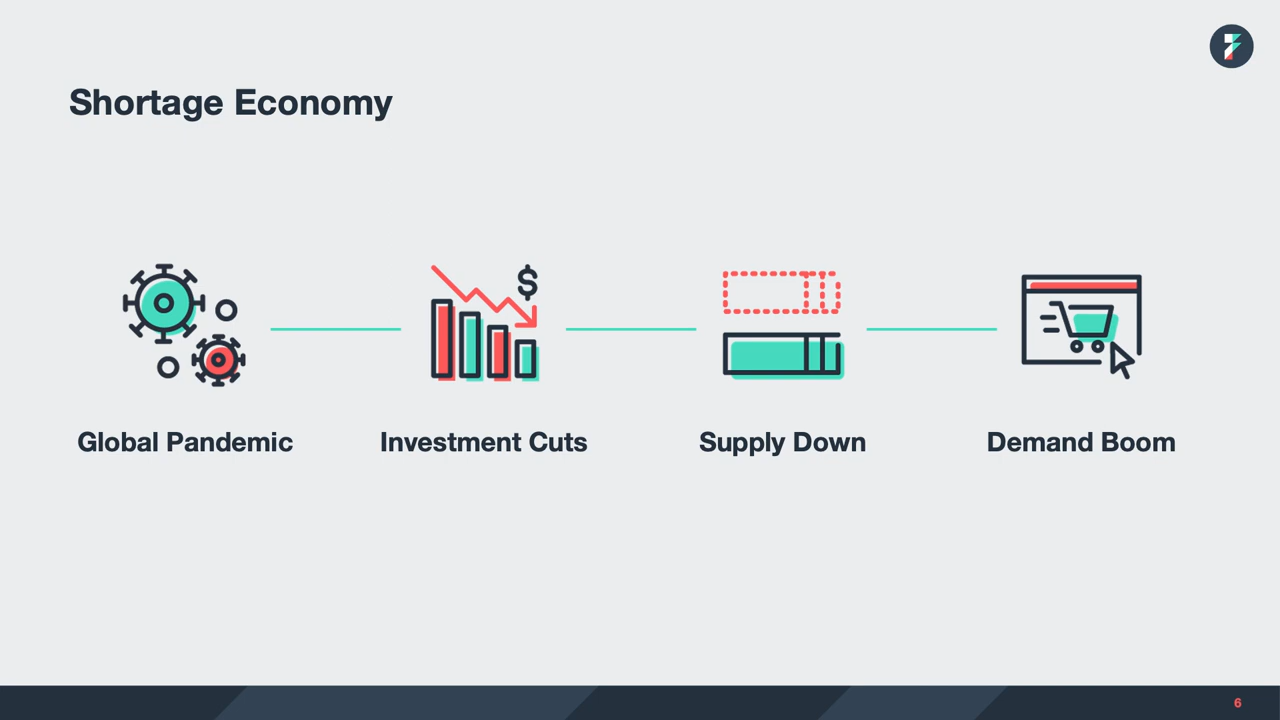 Shortage Economy
$
Global Pandemic
Investment Cuts
Supply Down
Demand Boom
6